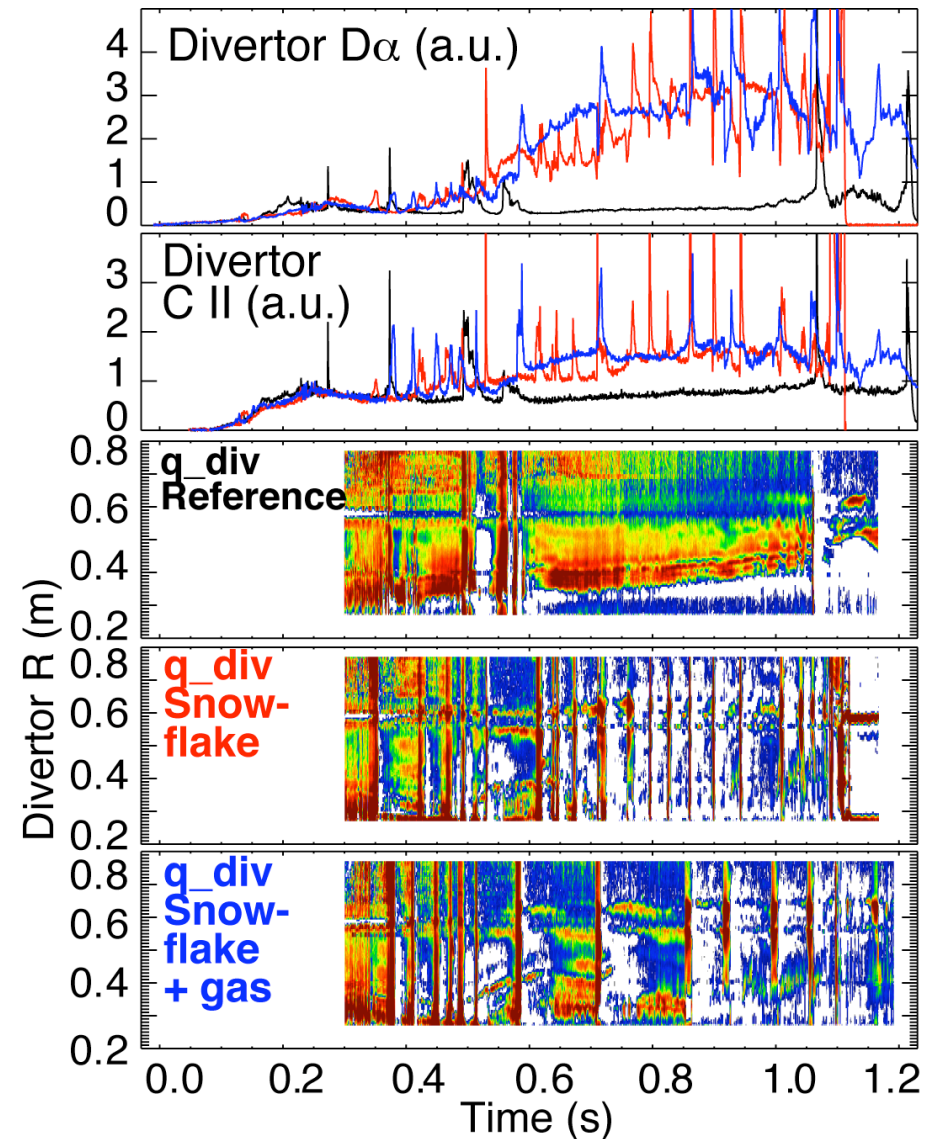 Divertor Dα (a.u.)
4
3
2
1
0
Divertor
C II (a.u.)
3
2
1
0
Divertor R (m)
q_div
Reference
0.8
0.6
0.4
0.2
q_div
Snow-
flake
0.8
0.6
0.4
0.2
q_div
Snow-
flake
+ gas
0.8
0.6
0.4
0.2
0.0 0.2 0.4 0.6 0.8 1.0 1.2
Time (s)